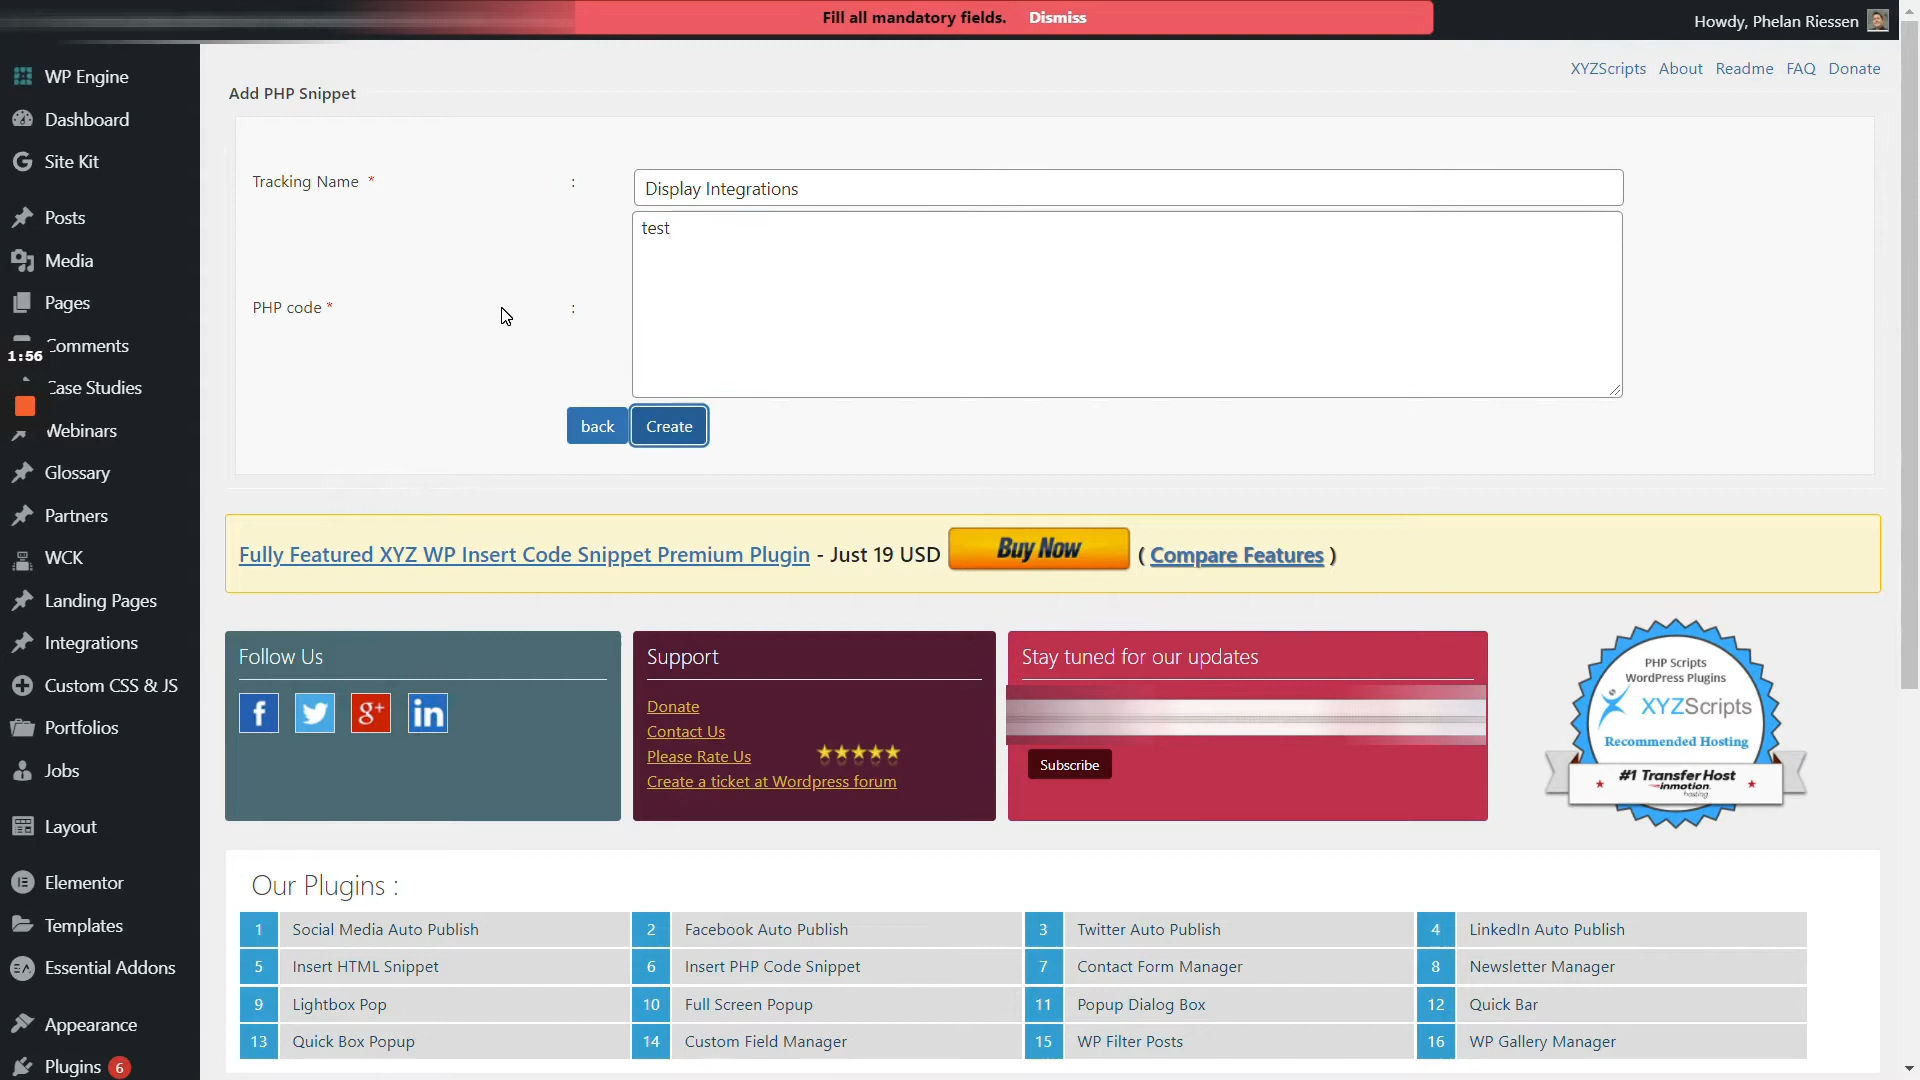 Fill all mandatory fields. Dismiss
Howdy, Phelan Riessen
WP Engine
Dashboard
Site Kit
Posts
Media
Pages
Comments
1:56
Case Studies
Webinars
Glossary
Partners
WCK
Landing Pages
Integrations
Custom CSS & JS
Portfolios
Jobs
Layout
Elementor
Templates
Essential Addons
Appearance
Plugins 6
XYZScripts About Readme FAQ Donate
Add PHP Snippet
Tracking Name * : Display Integrations
test
PHP code * :
back Create
Fully Featured XYZ WP Insert Code Snippet Premium Plugin - Just 19 USD Buy Now ( Compare Features )
Follow Us
f g+ in
Support
Donate
Contact Us
Please Rate Us
Create a ticket at Wordpress forum
Stay tuned for our updates
Subscribe
PHP Scripts
WordPress Plugins
XYZScripts
Recommended Hosting
#1 Transfer Host
inmotion
hosting
Our Plugins :
1 Social Media Auto Publish 2 Facebook Auto Publish 3 Twitter Auto Publish 4 LinkedIn Auto Publish
5 Insert HTML Snippet 6 Insert PHP Code Snippet 7 Contact Form Manager 8 Newsletter Manager
9 Lightbox Pop 10 Full Screen Popup 11 Popup Dialog Box 12 Quick Bar
13 Quick Box Popup 14 Custom Field Manager 15 WP Filter Posts 16 WP Gallery Manager